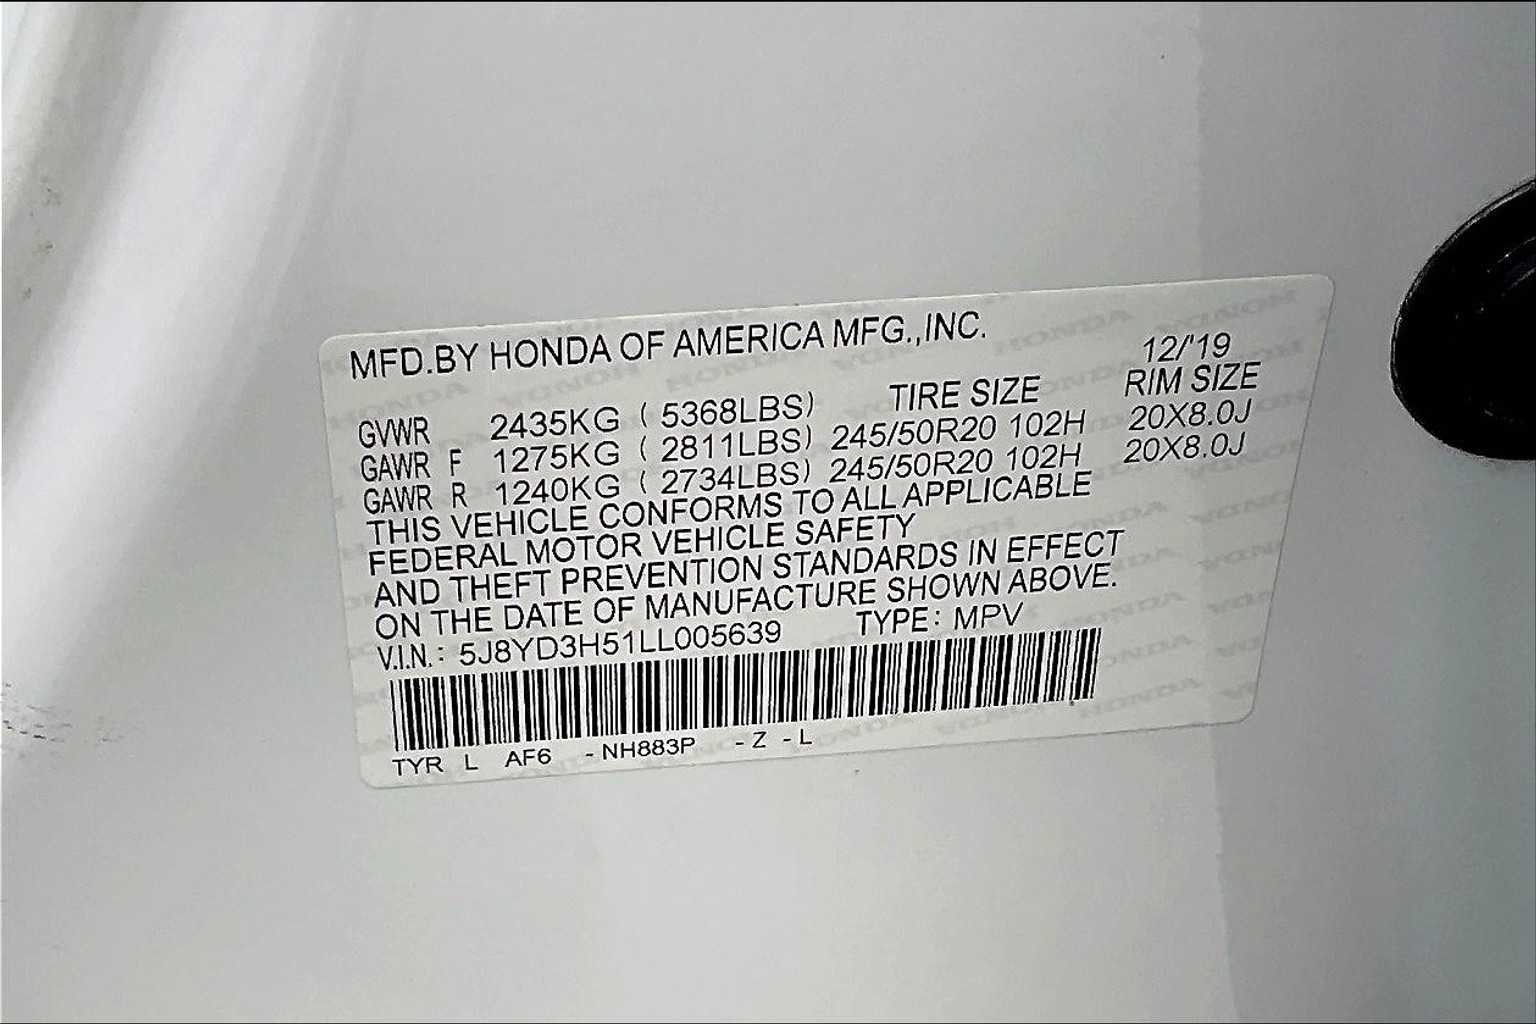 MFD.BY HONDA OF AMERICA MFG.,INC.
12/'19
TIRE SIZE RIM SIZE
GVWR 2435KG ( 5368LBS)
GAWR F 1275KG ( 2811LBS) 245/50R20 102H 20X8.0J
GAWR R 1240KG ( 2734LBS) 245/50R20 102H 20X8.0J
THIS VEHICLE CONFORMS TO ALL APPLICABLE
FEDERAL MOTOR VEHICLE SAFETY
AND THEFT PREVENTION STANDARDS IN EFFECT
ON THE DATE OF MANUFACTURE SHOWN ABOVE.
V.I.N.: 5J8YD3H51LL005639 TYPE: MPV
TYR L AF6 -NH883P -Z -L